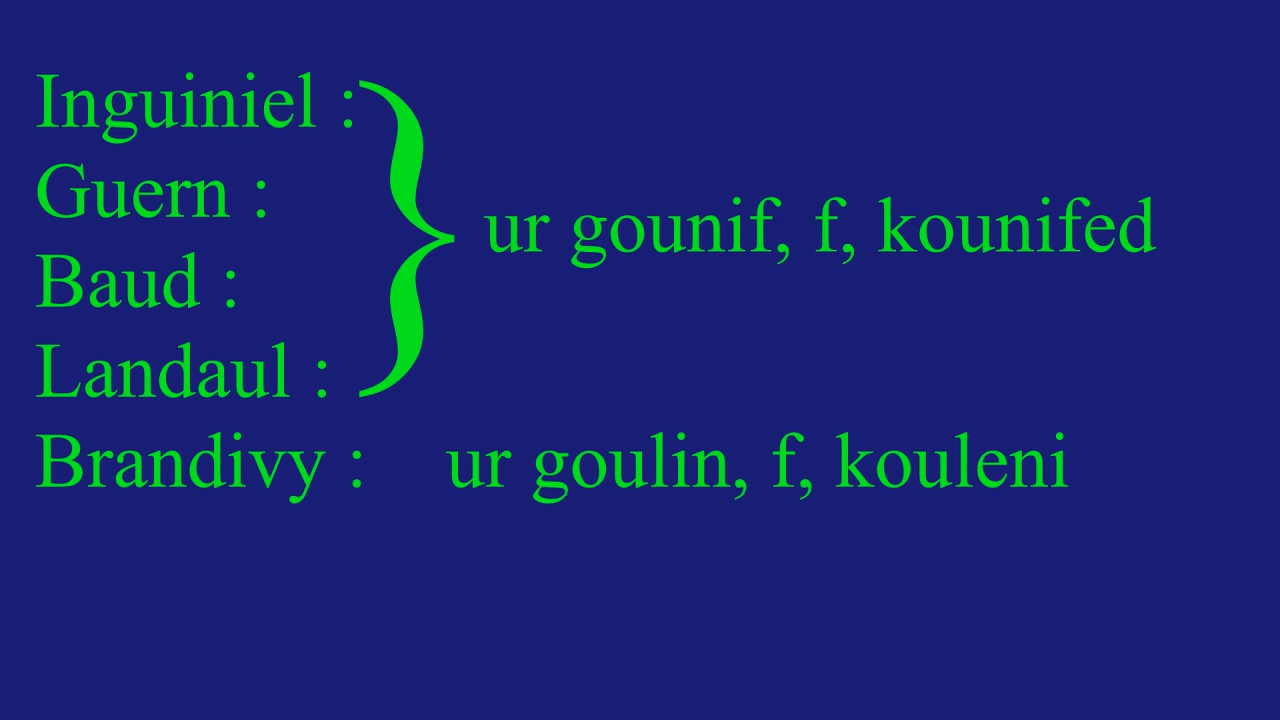 Inguiniel :
Guern :
Baud :
Landaul :
} ur gounif, f, kounifed
Brandivy : ur goulin, f, kouleni